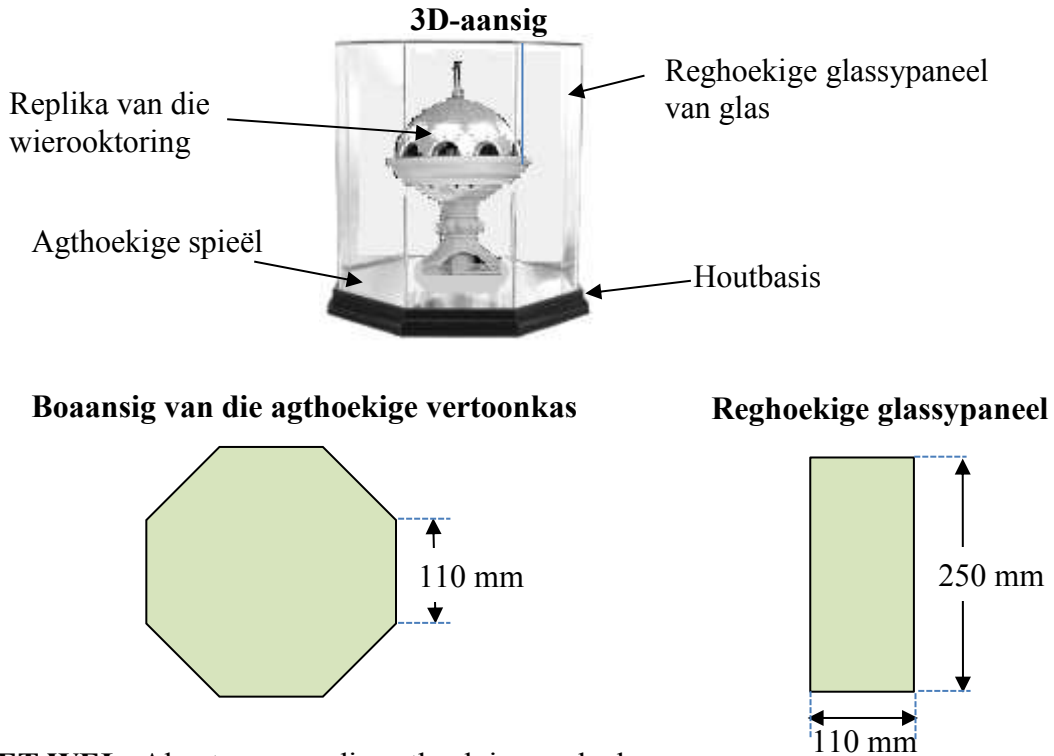 3D-aansig
Reghoekige glassypaneel
van glas
Replika van die
wierooktoring
Agthoekige spieël
Houtbasis
Boaansig van die agthoekige vertoonkas
Reghoekige glassypaneel
110 mm
250 mm
110 mm